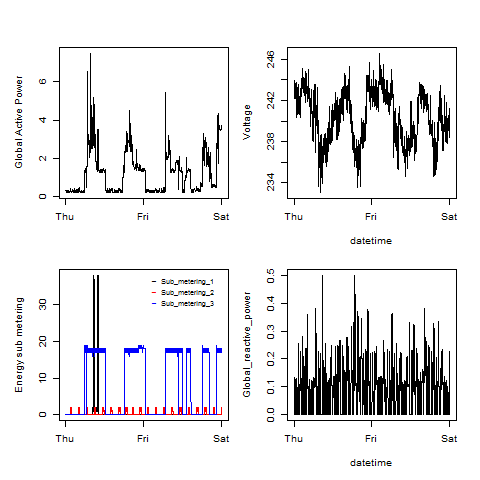 Global Active Power
0 2 4 6
Thu Fri Sat
Voltage
234 238 242 246
Thu Fri Sat
datetime
Energy sub metering
0 10 20 30
Sub_metering_1
Sub_metering_2
Sub_metering_3
Thu Fri Sat
Global_reactive_power
0.0 0.1 0.2 0.3 0.4 0.5
Thu Fri Sat
datetime